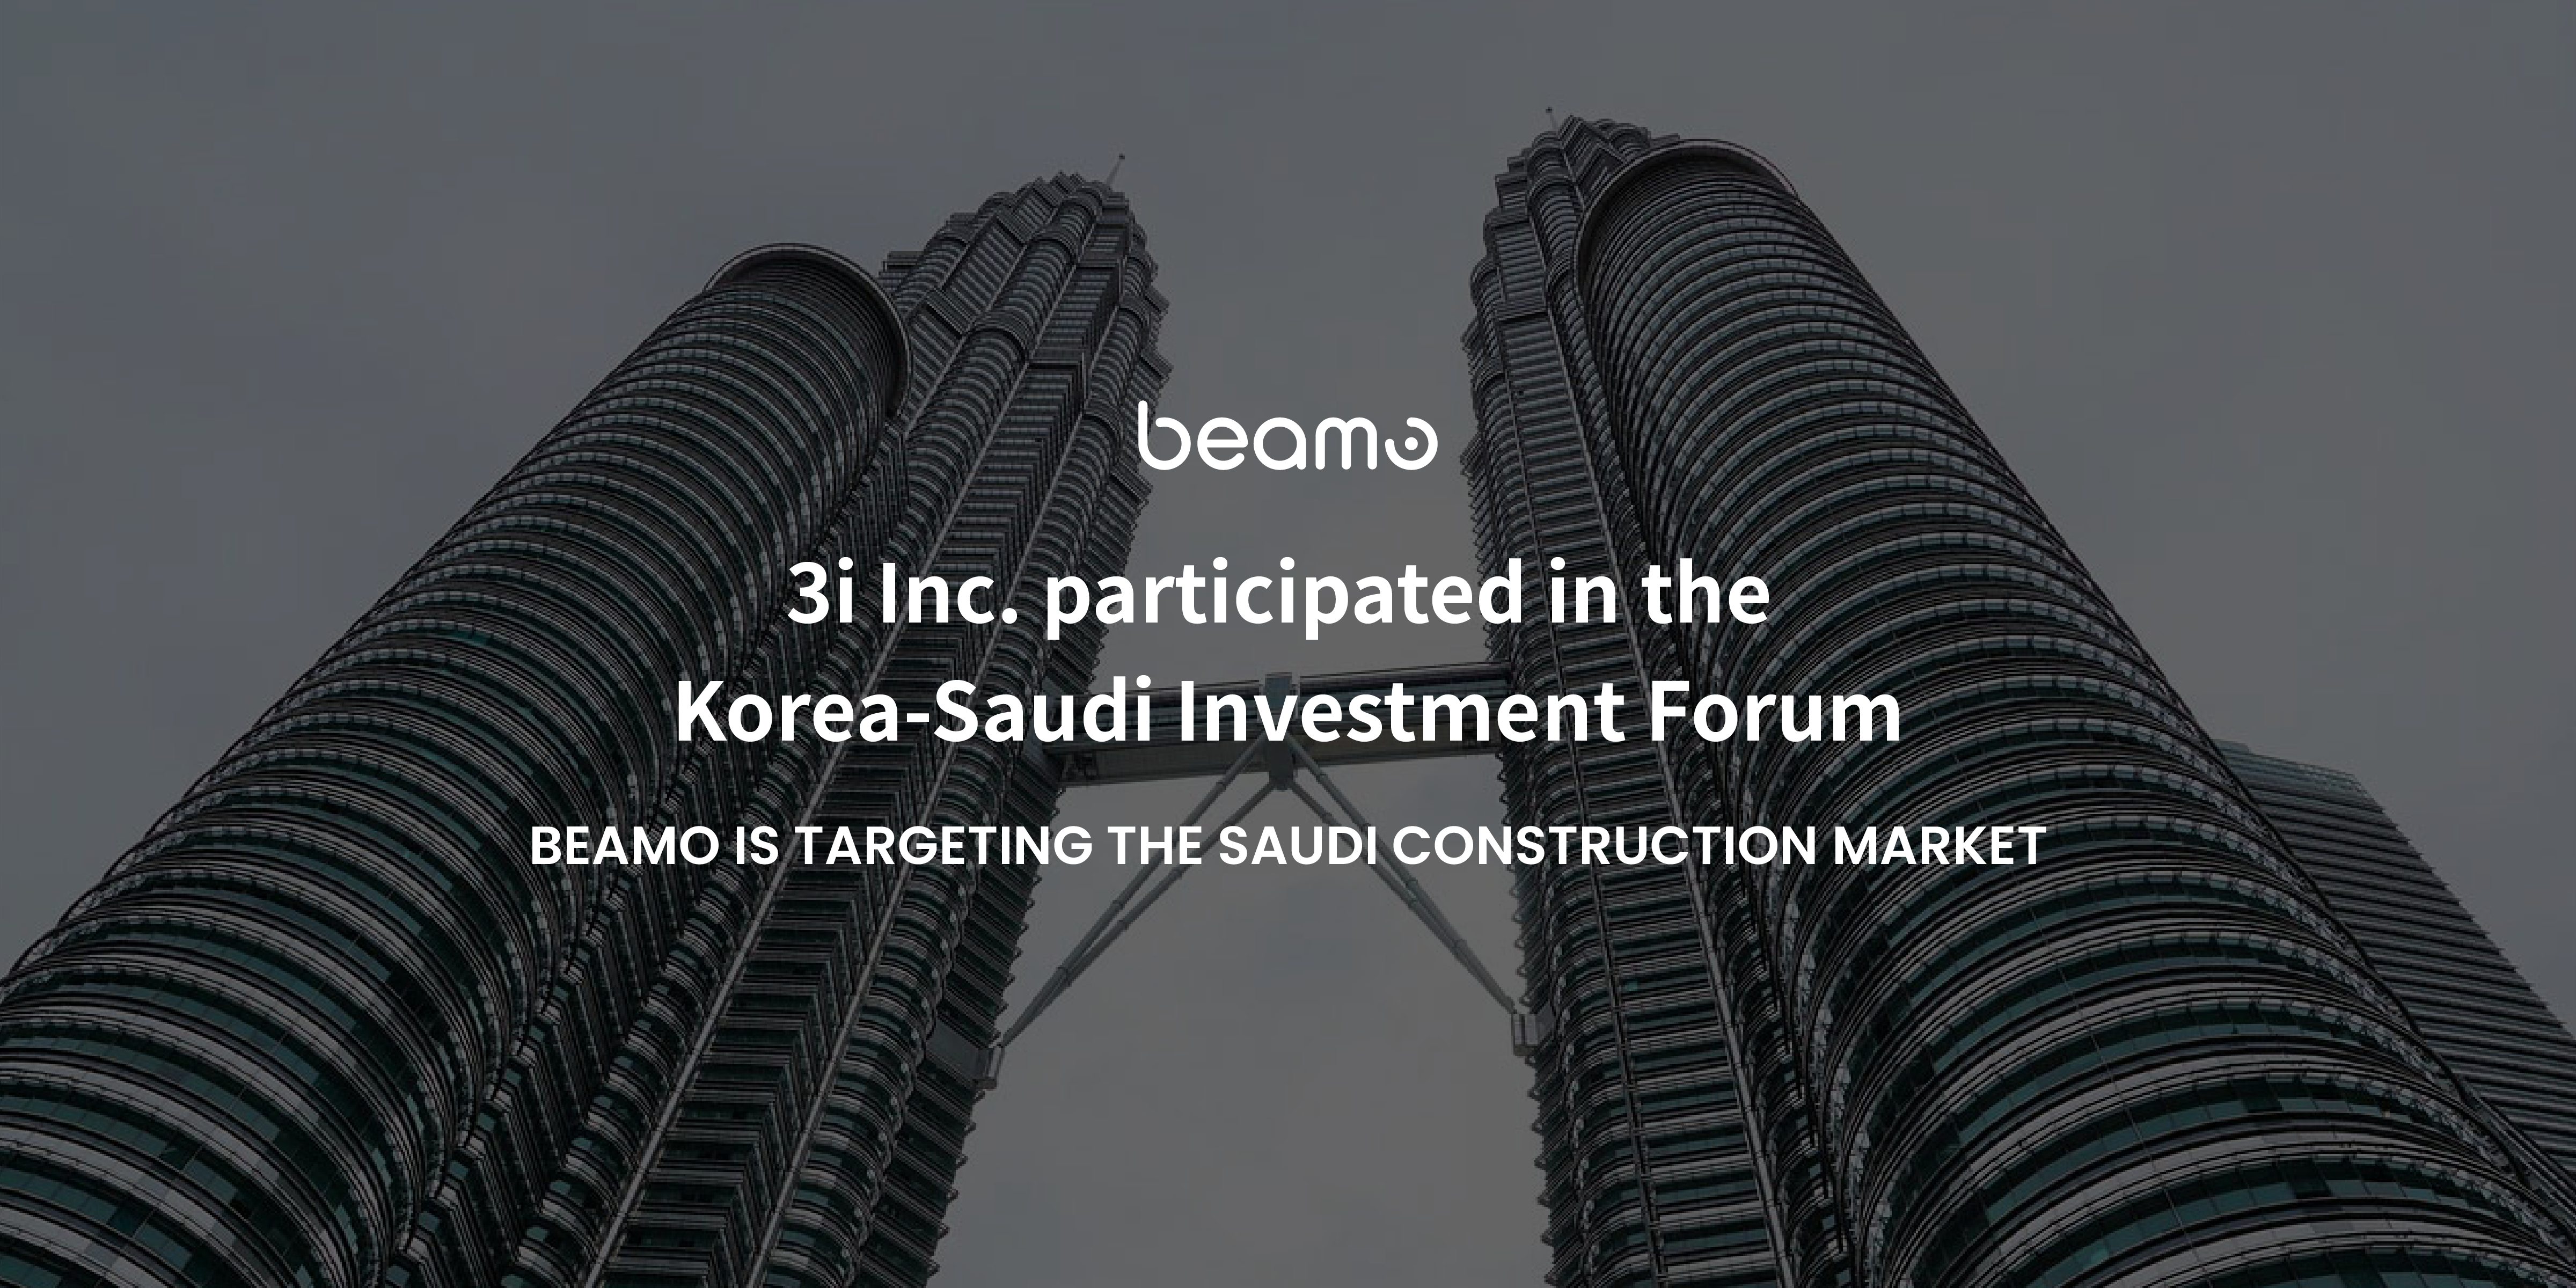 beamo
3i Inc. participated in the
Korea-Saudi Investment Forum
BEAMO IS TARGETING THE SAUDI CONSTRUCTION MARKET